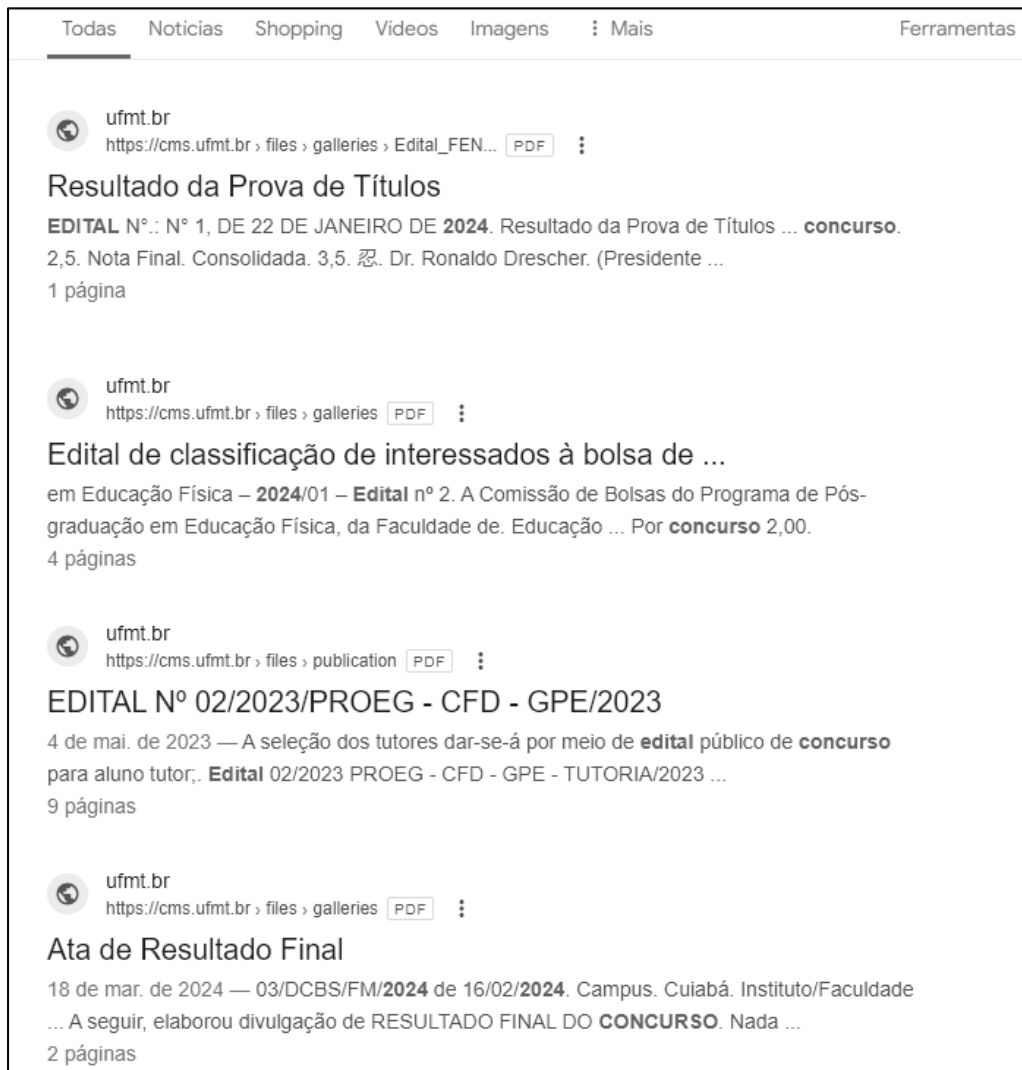 Todas Notícias Shopping Vídeos Imagens Mais Ferramentas
ufmt.br
https://cms.ufmt.br › files › galleries › Edital_FEN... PDF
Resultado da Prova de Títulos
EDITAL N°.: N° 1, DE 22 DE JANEIRO DE 2024. Resultado da Prova de Títulos ... concurso.
2,5. Nota Final. Consolidada. 3,5. 忍. Dr. Ronaldo Drescher. (Presidente ...
1 página
ufmt.br
https://cms.ufmt.br › files › galleries PDF
Edital de classificação de interessados à bolsa de ...
em Educação Física – 2024/01 – Edital nº 2. A Comissão de Bolsas do Programa de Pós-
graduação em Educação Física, da Faculdade de. Educação ... Por concurso 2,00.
4 páginas
ufmt.br
https://cms.ufmt.br › files › publication PDF
EDITAL Nº 02/2023/PROEG - CFD - GPE/2023
4 de mai. de 2023 — A seleção dos tutores dar-se-á por meio de edital público de concurso
para aluno tutor;. Edital 02/2023 PROEG - CFD - GPE - TUTORIA/2023 ...
9 páginas
ufmt.br
https://cms.ufmt.br › files › galleries PDF
Ata de Resultado Final
18 de mar. de 2024 — 03/DCBS/FM/2024 de 16/02/2024. Campus. Cuiabá. Instituto/Faculdade
... A seguir, elaborou divulgação de RESULTADO FINAL DO CONCURSO. Nada ...
2 páginas